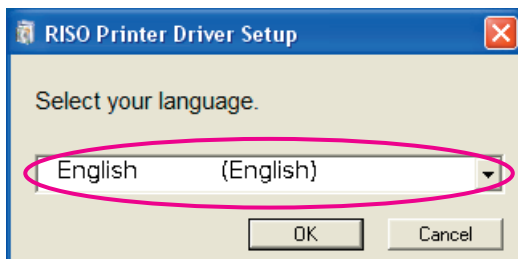 RISO Printer Driver Setup
Select your language.
English (English)
OK Cancel